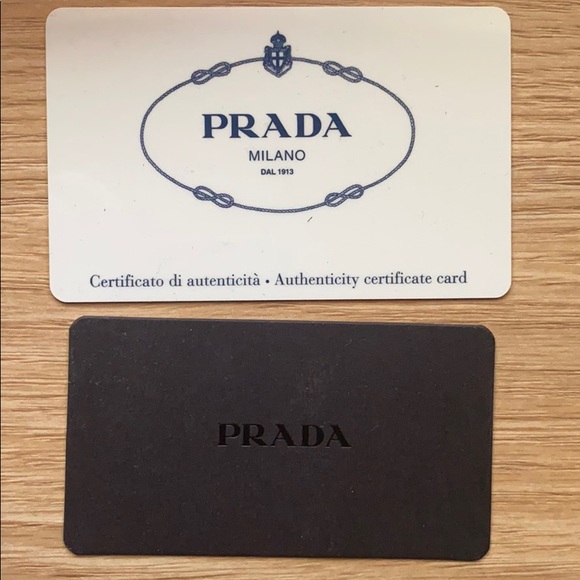 PRADA
MILANO
DAL 1913
Certificato di autenticità • Authenticity certificate card
PRADA